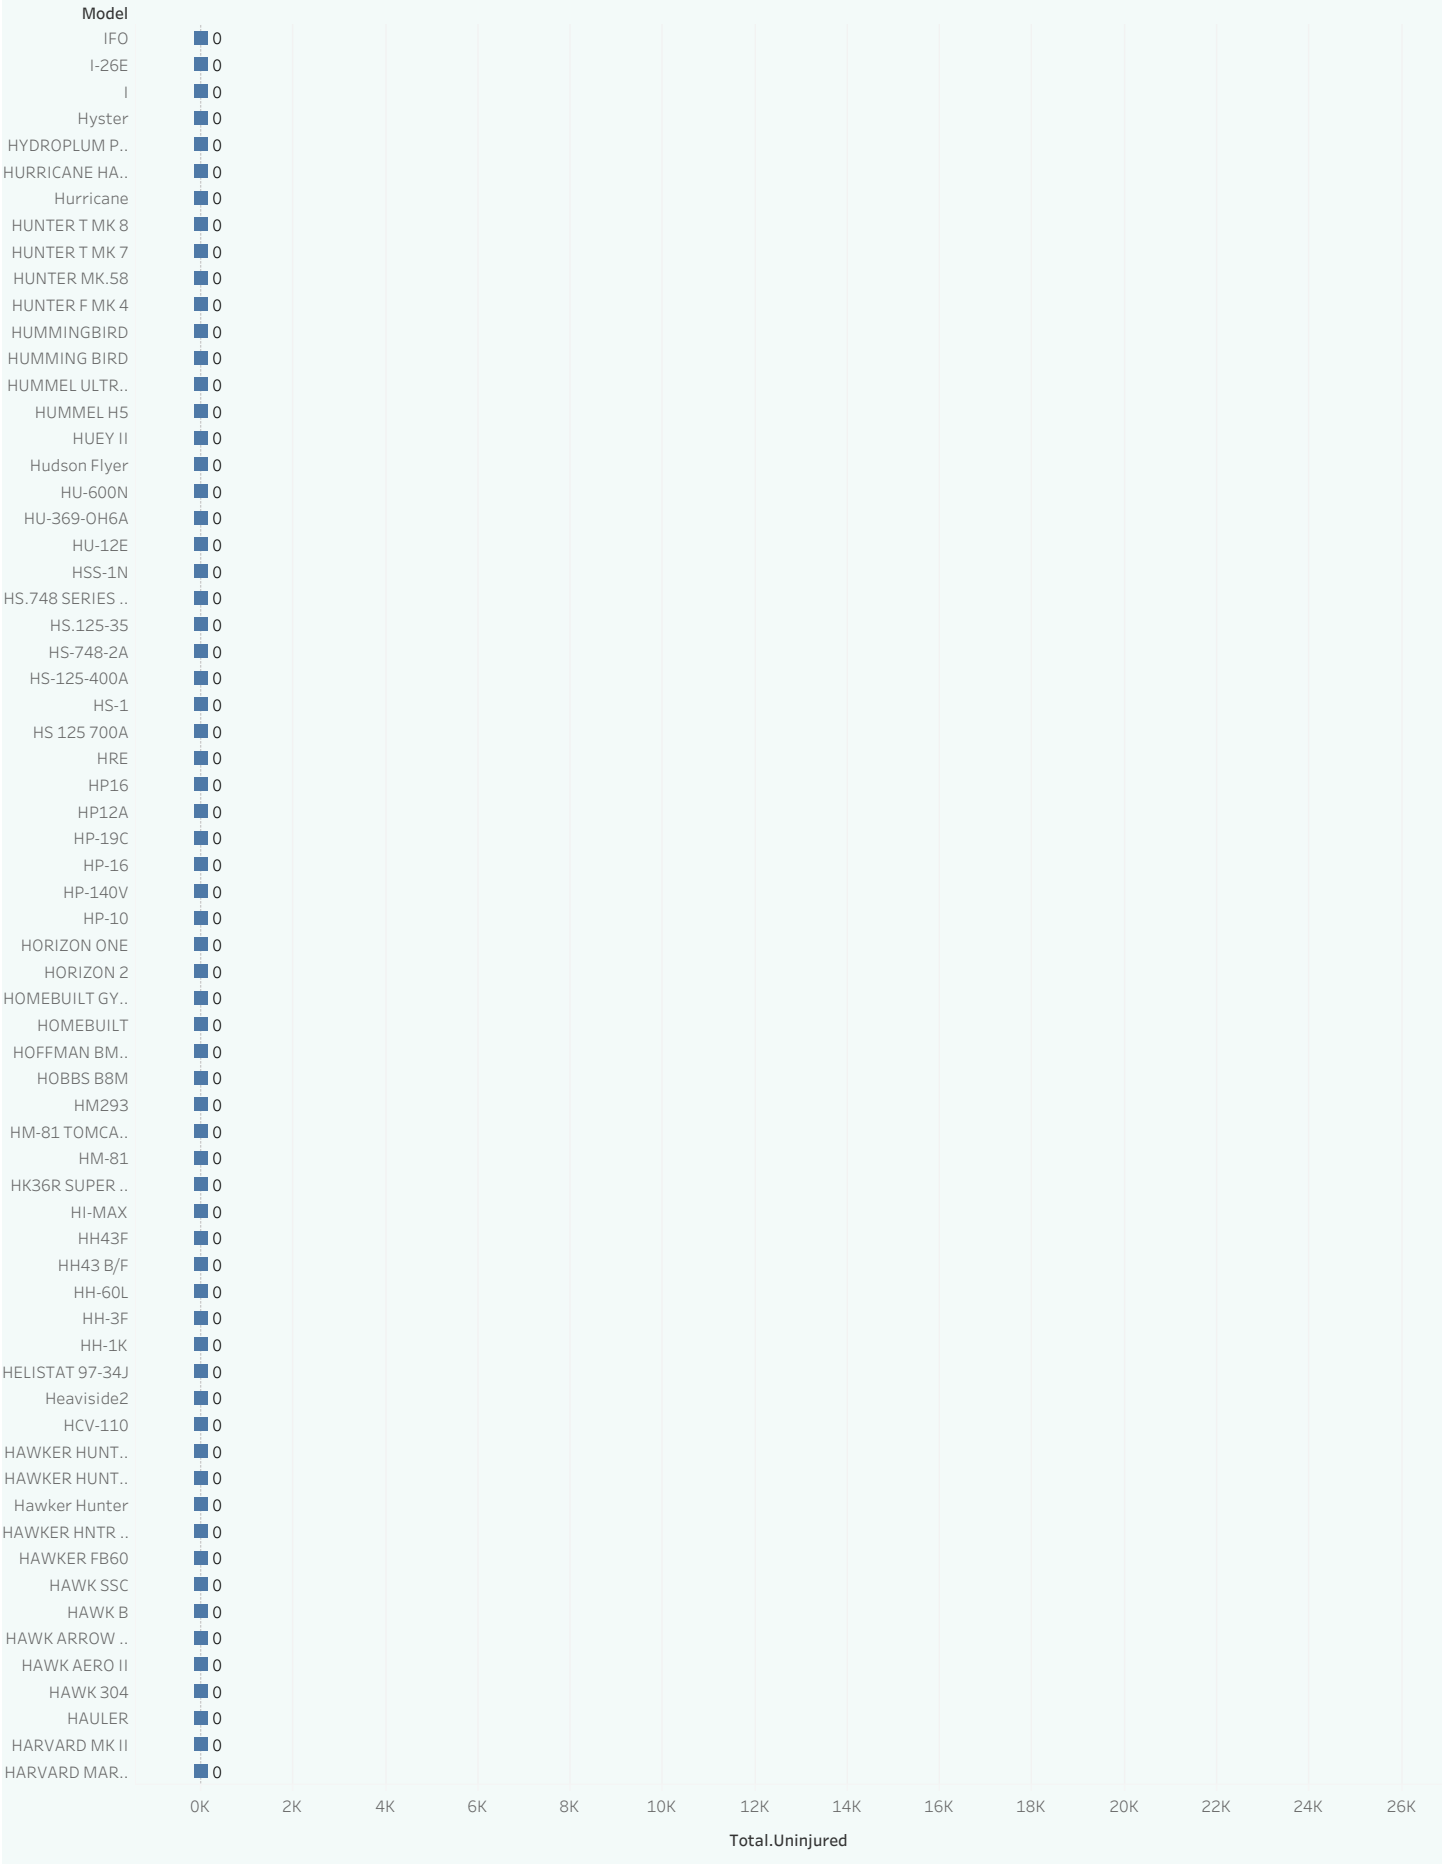 Model
IFO 0
I-26E 0
I 0
Hyster 0
HYDROPLUM P.. 0
HURRICANE HA.. 0
Hurricane 0
HUNTER T MK 8 0
HUNTER T MK 7 0
HUNTER MK.58 0
HUNTER F MK 4 0
HUMMINGBIRD 0
HUMMING BIRD 0
HUMMEL ULTR.. 0
HUMMEL H5 0
HUEY II 0
Hudson Flyer 0
HU-600N 0
HU-369-OH6A 0
HU-12E 0
HSS-1N 0
HS.748 SERIES .. 0
HS.125-35 0
HS-748-2A 0
HS-125-400A 0
HS-1 0
HS 125 700A 0
HRE 0
HP16 0
HP12A 0
HP-19C 0
HP-16 0
HP-140V 0
HP-10 0
HORIZON ONE 0
HORIZON 2 0
HOMEBUILT GY.. 0
HOMEBUILT 0
HOFFMAN BM.. 0
HOBBS B8M 0
HM293 0
HM-81 TOMCA.. 0
HM-81 0
HK36R SUPER .. 0
HI-MAX 0
HH43F 0
HH43 B/F 0
HH-60L 0
HH-3F 0
HH-1K 0
HELISTAT 97-34J 0
Heaviside2 0
HCV-110 0
HAWKER HUNT.. 0
HAWKER HUNT.. 0
Hawker Hunter 0
HAWKER HNTR .. 0
HAWKER FB60 0
HAWK SSC 0
HAWK B 0
HAWK ARROW .. 0
HAWK AERO II 0
HAWK 304 0
HAULER 0
HARVARD MK II 0
HARVARD MAR.. 0
0K 2K 4K 6K 8K 10K 12K 14K 16K 18K 20K 22K 24K 26K
Total.Uninjured